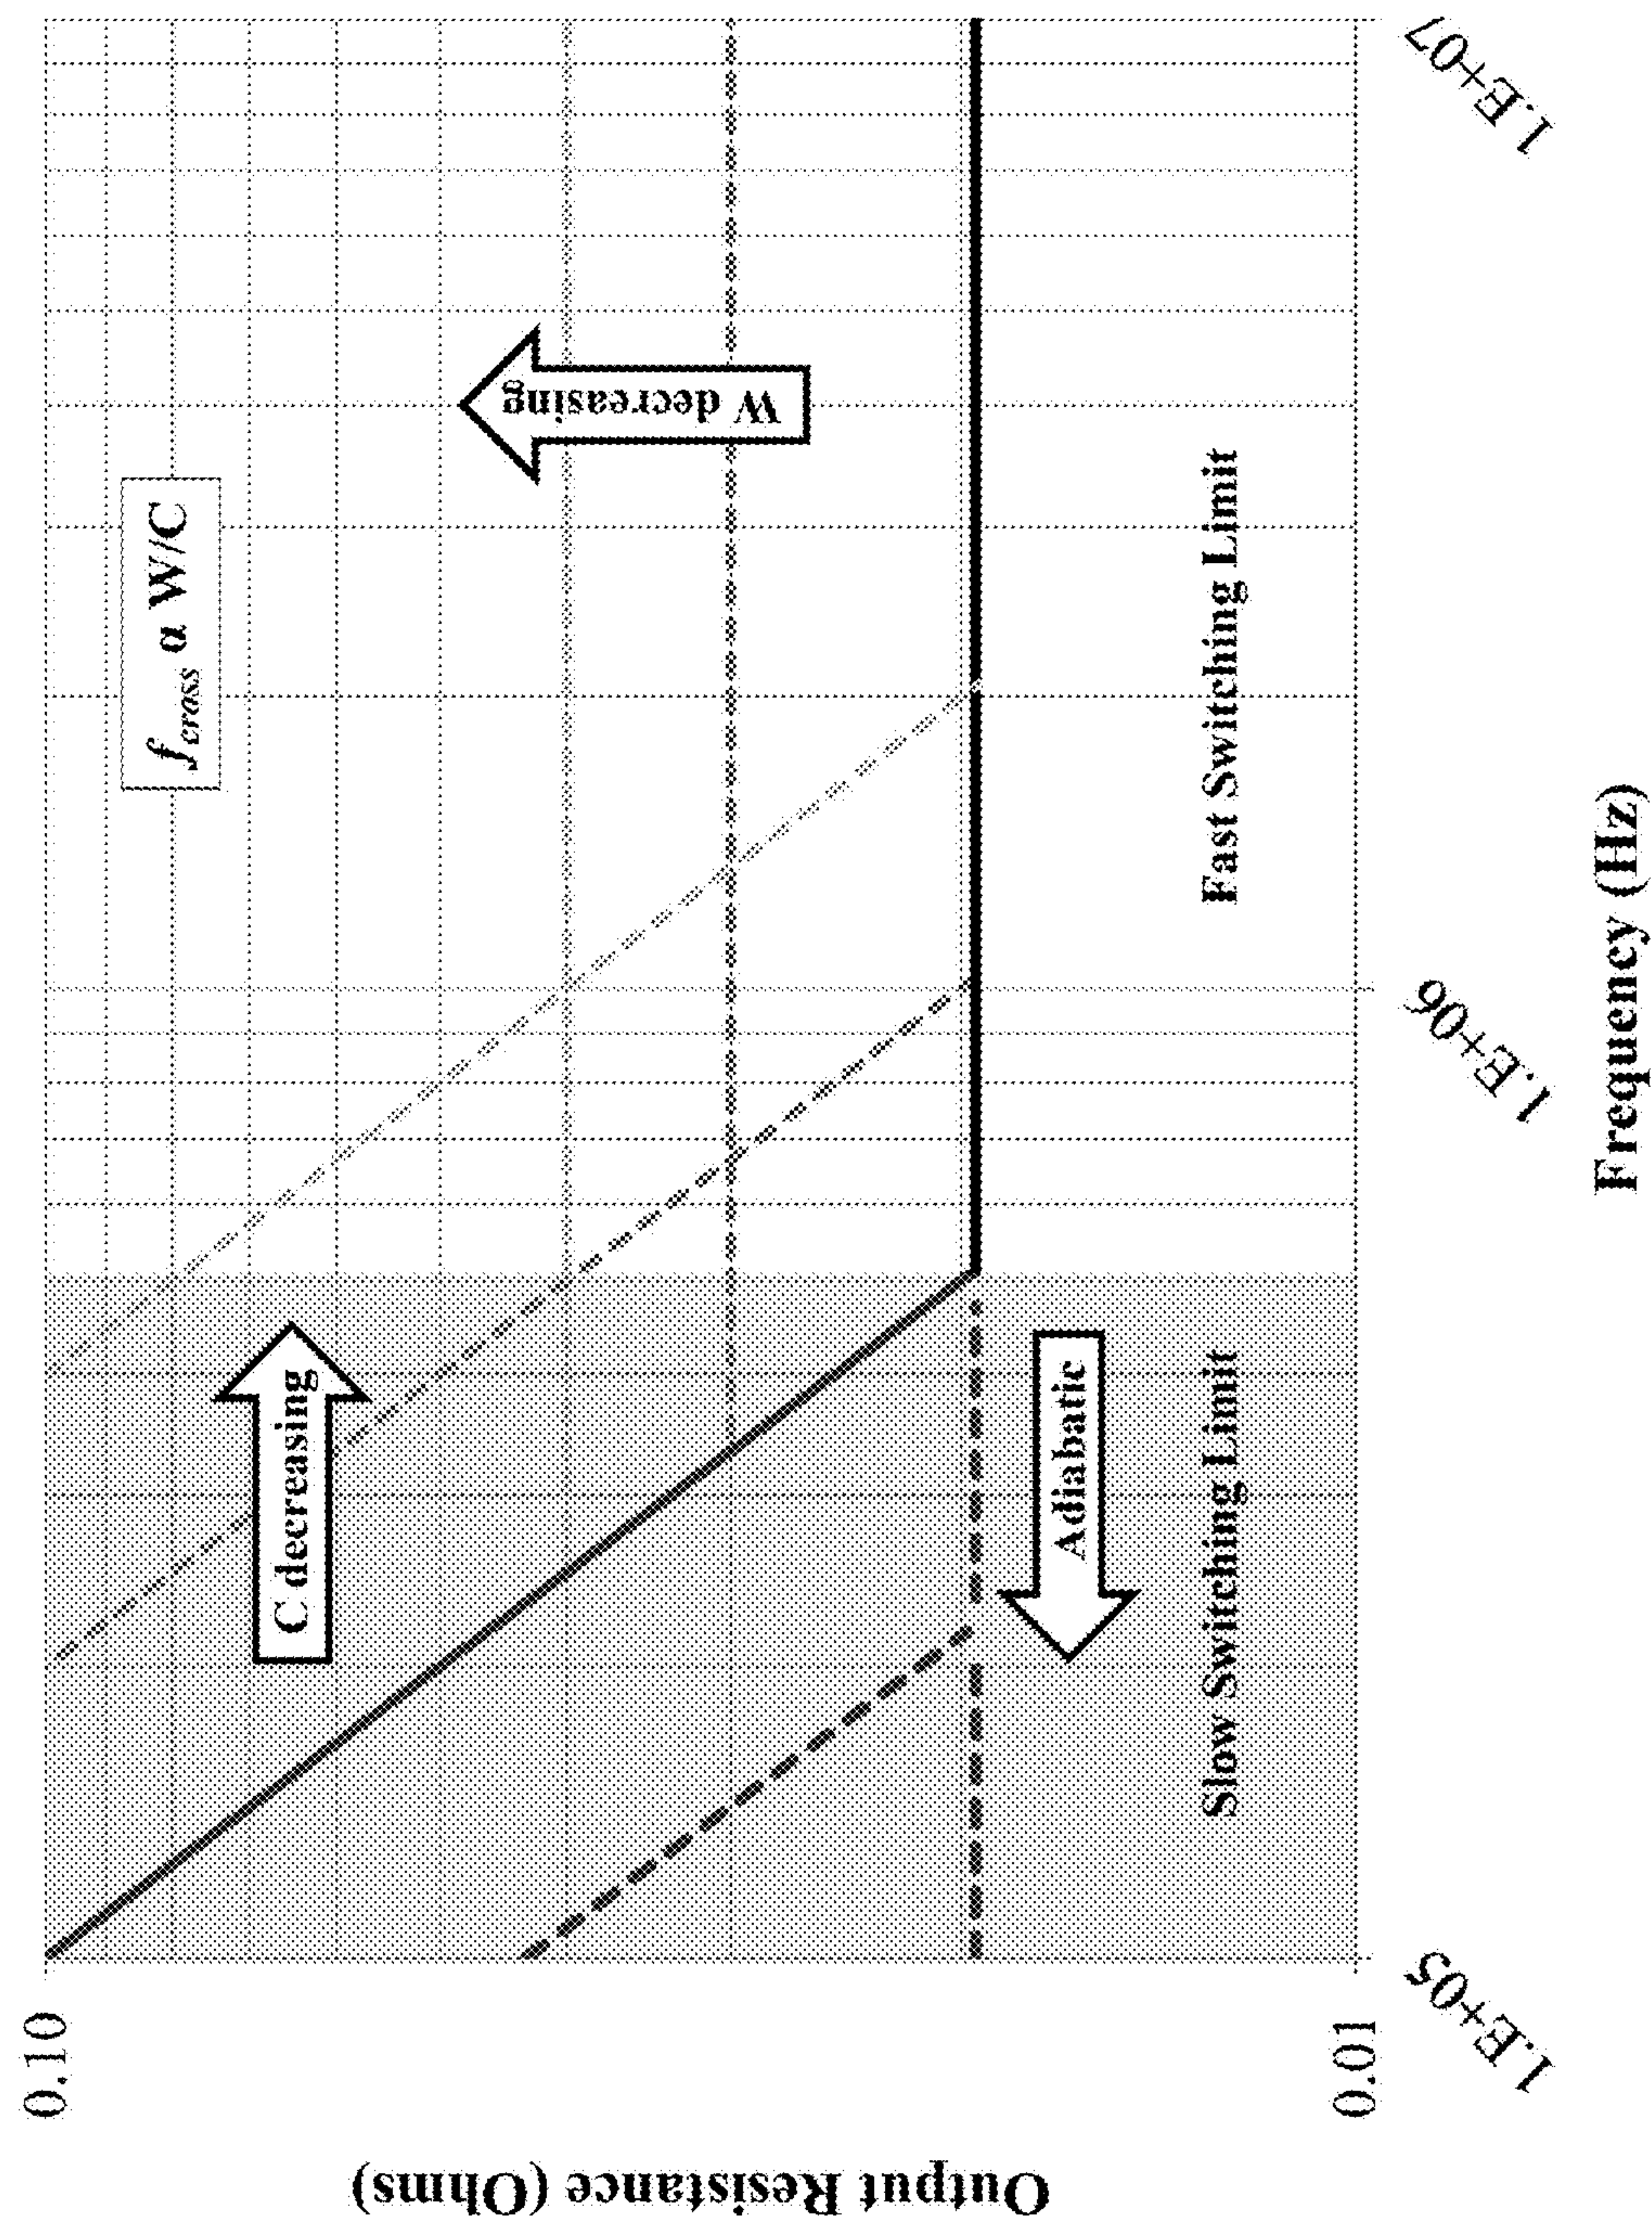 Output Resistance (Ohms)
0.10
0.01
f_cross α W/C
C decreasing
W decreasing
Adiabatic
Slow Switching Limit
Fast Switching Limit
1.E+05
1.E+06
1.E+07
Frequency (Hz)